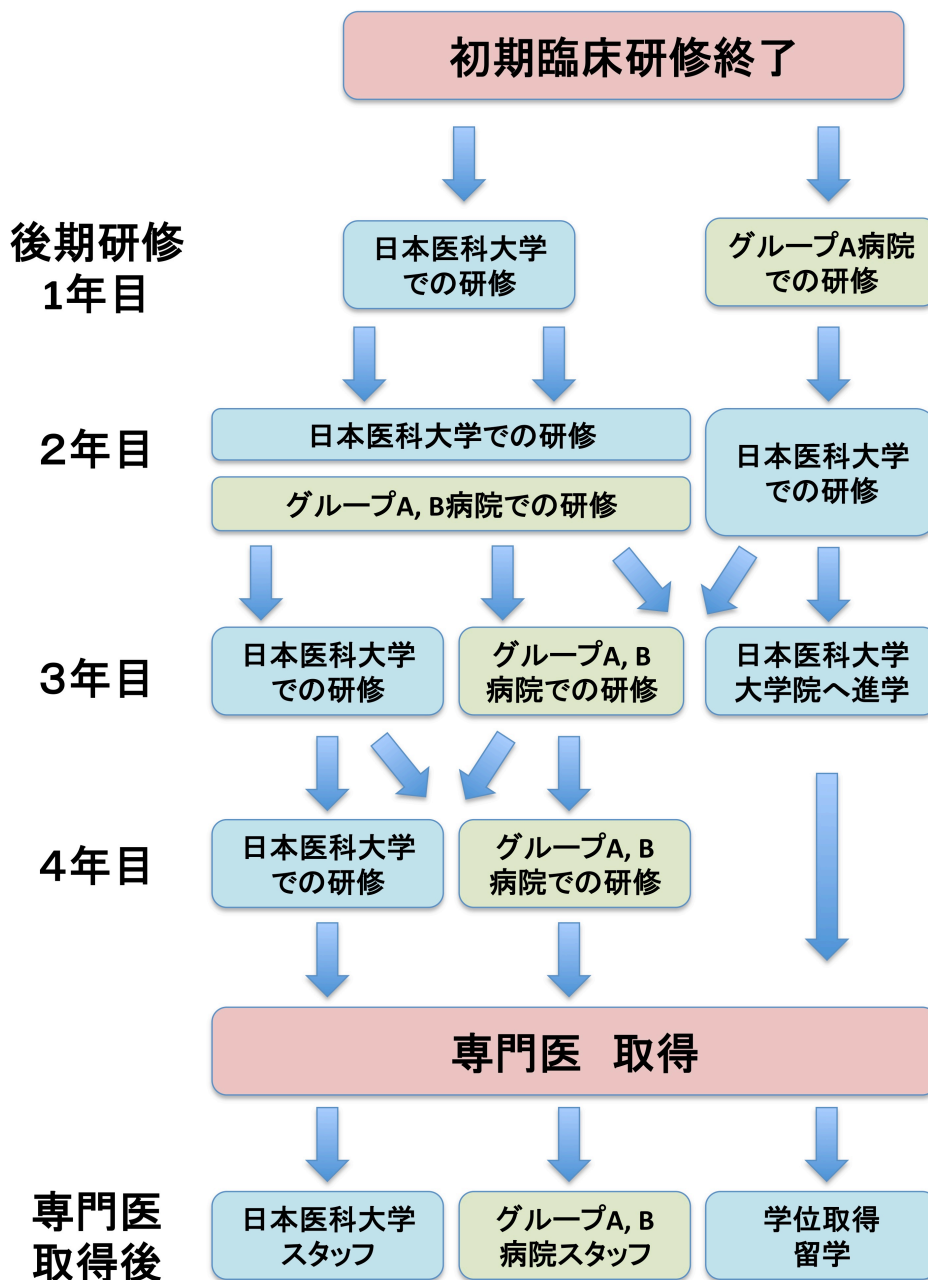 初期臨床研修終了
後期研修
1年目
日本医科大学
での研修
グループA病院
での研修
２年目
日本医科大学での研修
グループA, B病院での研修
日本医科大学
での研修
３年目
日本医科大学
での研修
グループA, B
病院での研修
日本医科大学
大学院へ進学
４年目
日本医科大学
での研修
グループA, B
病院での研修
専門医　取得
専門医
取得後
日本医科大学
スタッフ
グループA, B
病院スタッフ
学位取得
留学